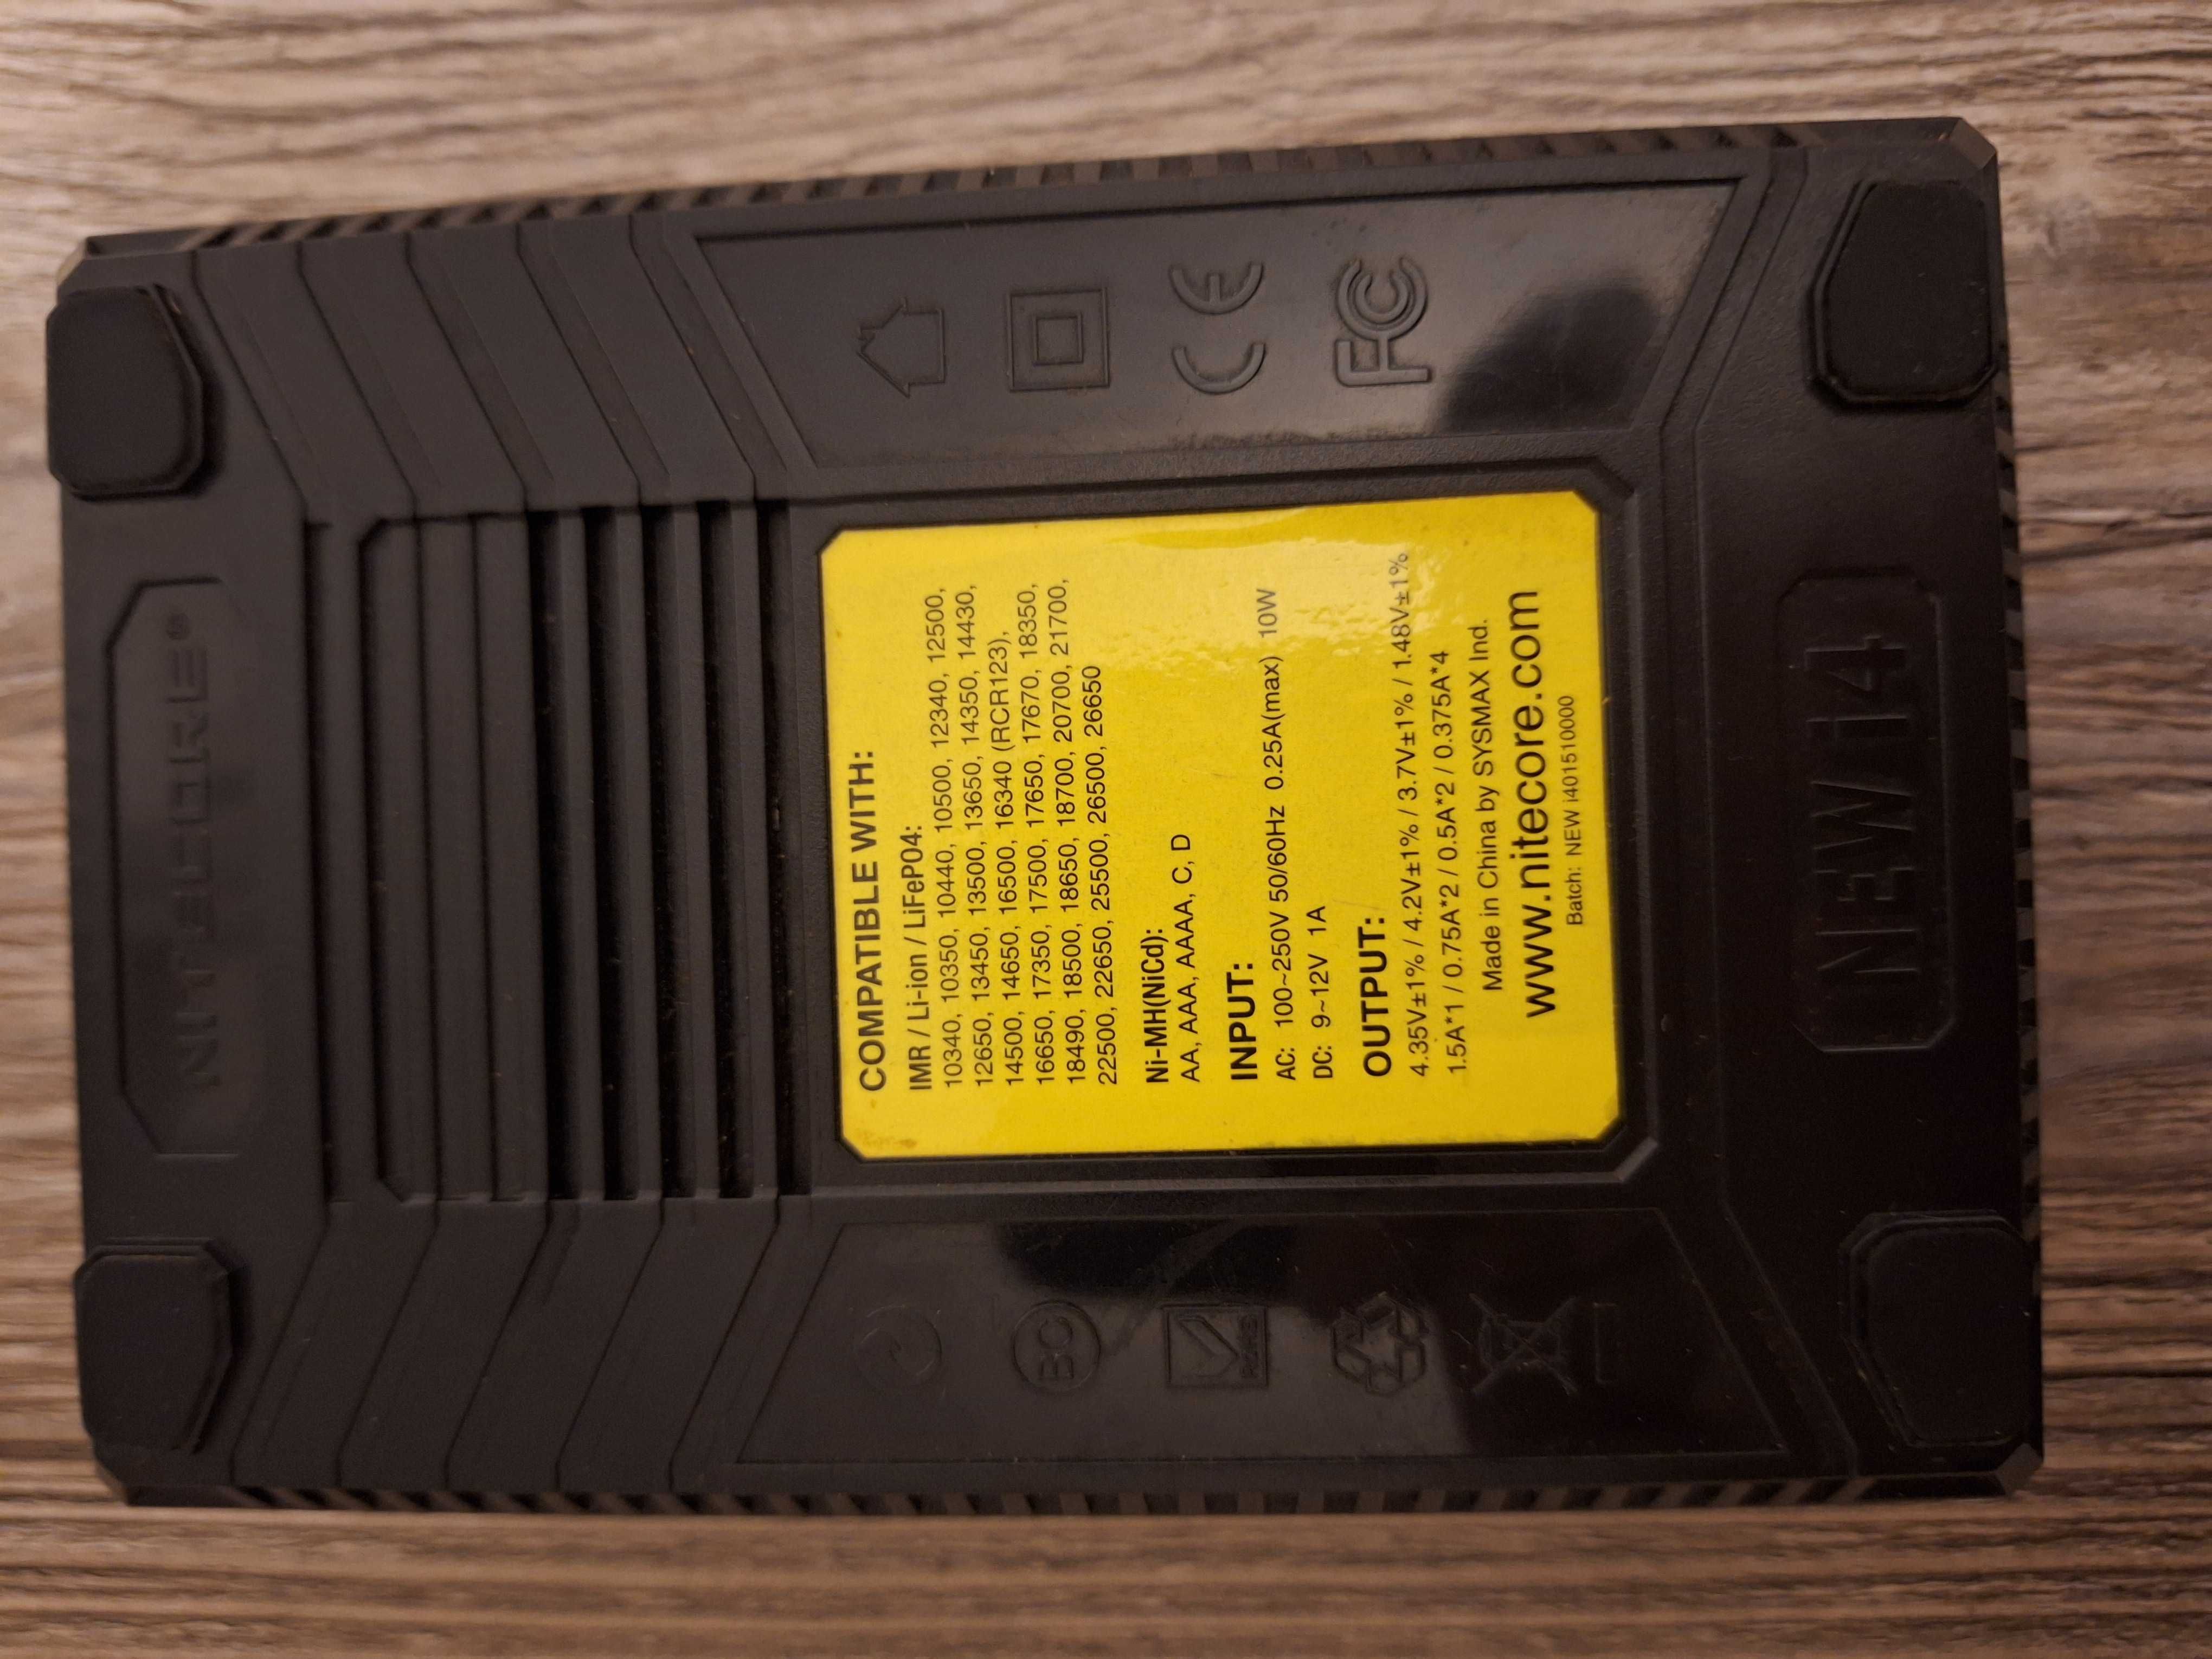 NITECORE®
COMPATIBLE WITH:
IMR / Li-ion / LiFePO4:
10340, 10350, 10440, 10500, 12340, 12500,
12650, 13450, 13500, 13650, 14350, 14430,
14500, 14650, 16500, 16340 (RCR123),
16650, 17350, 17500, 17650, 17670, 18350,
18490, 18500, 18650, 18700, 20700, 21700,
22500, 22650, 25500, 26500, 26650
Ni-MH(NiCd):
AA, AAA, AAAA, C, D
INPUT:
AC: 100~250V 50/60Hz 0.25A(max) 10W
DC: 9~12V 1A
OUTPUT:
4.35V±1% / 4.2V±1% / 3.7V±1% / 1.48V±1%
1.5A*1 / 0.75A*2 / 0.5A*2 / 0.375A*4
Made in China by SYSMAX Ind.
www.nitecore.com
Batch: NEW i401510000
BC
RoHS
CE
FC
NEW i4